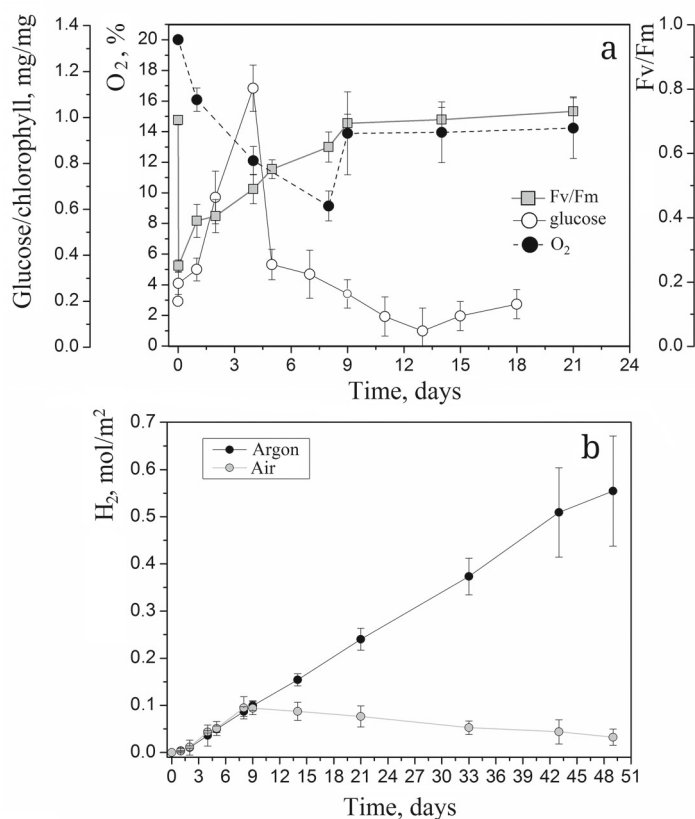 a
Glucose/chlorophyll, mg/mg
1.4
1.2
1.0
0.8
0.6
0.4
0.2
0.0
O₂, %
20
18
16
14
12
10
8
6
4
2
0
Fv/Fm
1.0
0.8
0.6
0.4
0.2
0.0
Fv/Fm
glucose
O₂
0 3 6 9 12 15 18 21 24
Time, days
b
H₂, mol/m²
0.7
0.6
0.5
0.4
0.3
0.2
0.1
0.0
Argon
Air
0 3 6 9 12 15 18 21 24 27 30 33 36 39 42 45 48 51
Time, days